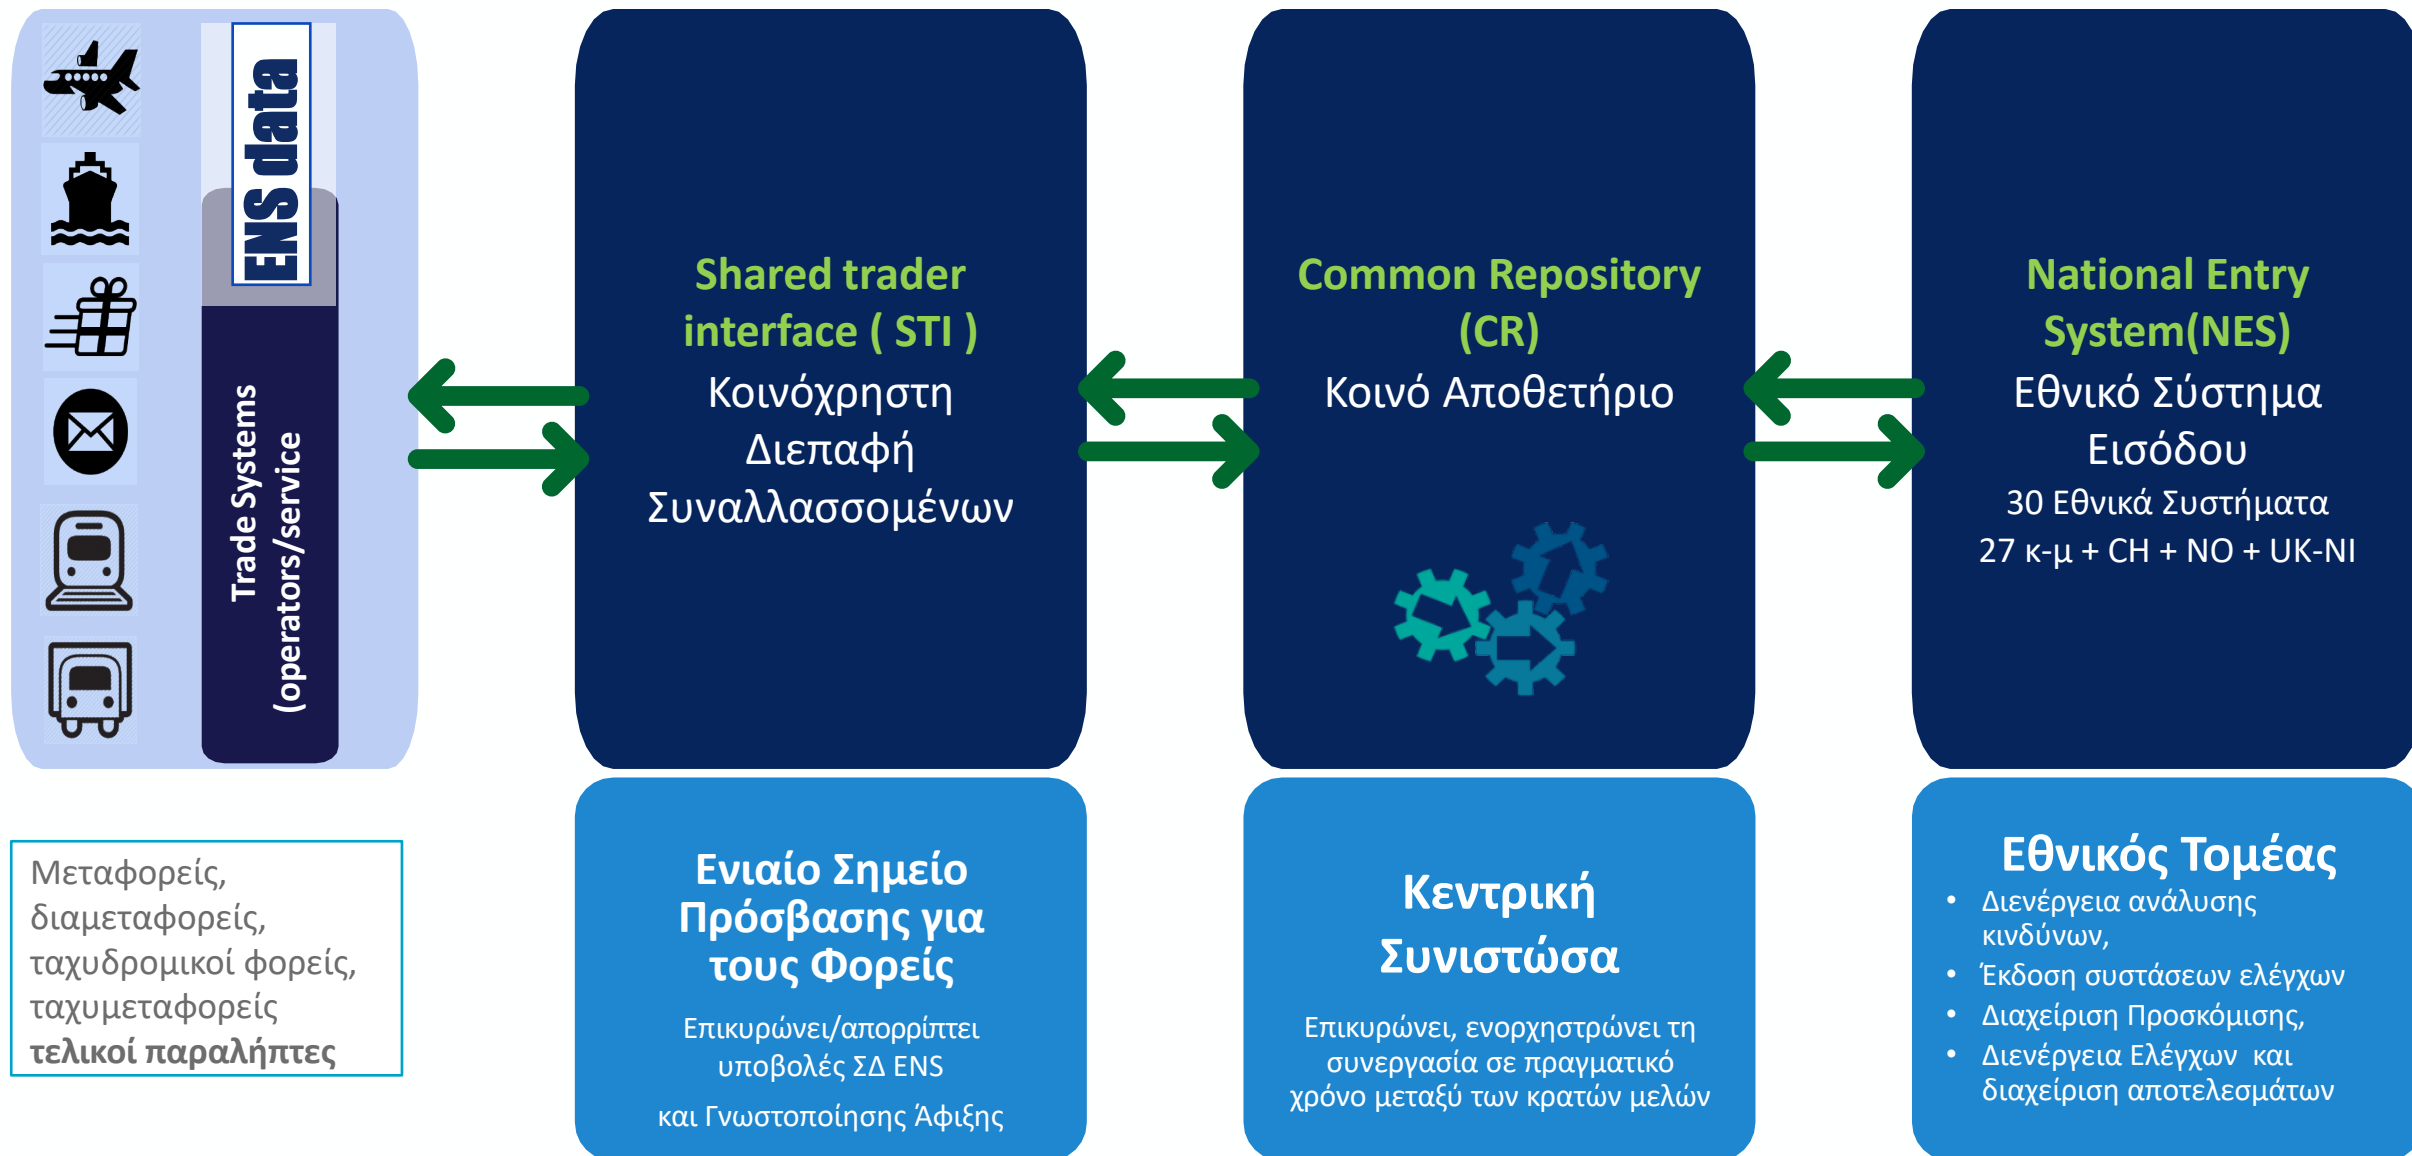 ENS data
Trade Systems
(operators/service
Μεταφορείς,
διαμεταφορείς,
ταχυδρομικοί φορείς,
ταχυμεταφορείς
τελικοί παραλήπτες
Shared trader
interface ( STI )
Κοινόχρηστη
Διεπαφή
Συναλλασσομένων
Ενιαίο Σημείο
Πρόσβασης για
τους Φορείς
Επικυρώνει/απορρίπτει
υποβολές ΣΔ ENS
και Γνωστοποίησης Άφιξης
Common Repository
(CR)
Κοινό Αποθετήριο
Κεντρική
Συνιστώσα
Επικυρώνει, ενορχηστρώνει τη
συνεργασία σε πραγματικό
χρόνο μεταξύ των κρατών μελών
National Entry
System(NES)
Εθνικό Σύστημα
Εισόδου
30 Εθνικά Συστήματα
27 κ-μ + CH + NO + UK-NI
Εθνικός Τομέας
• Διενέργεια ανάλυσης
κινδύνων,
• Έκδοση συστάσεων ελέγχων
• Διαχείριση Προσκόμισης,
• Διενέργεια Ελέγχων και
διαχείριση αποτελεσμάτων